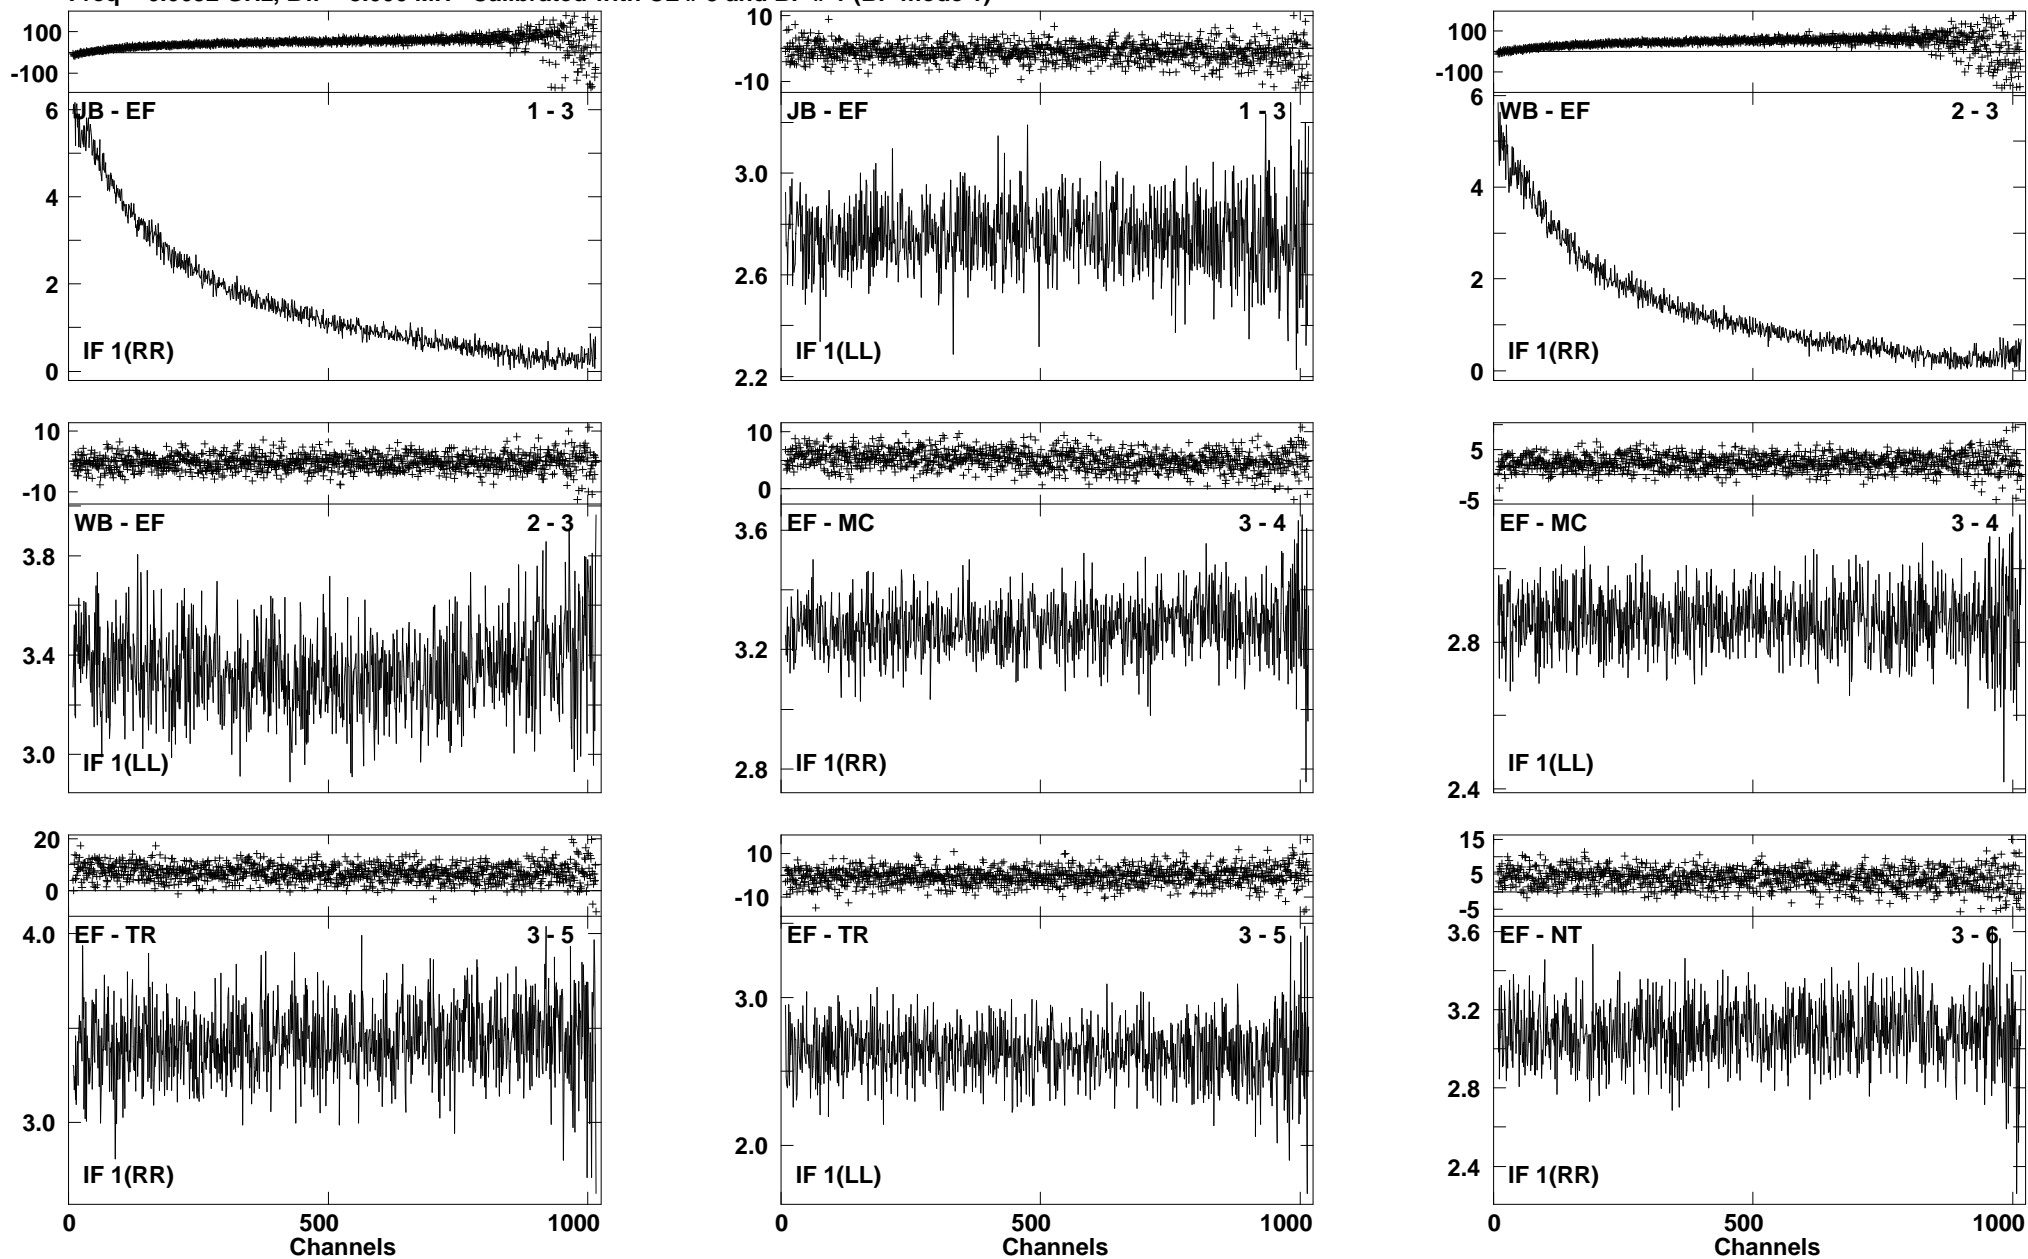 100
-100
6
4
2
0
JB - EF 1 - 3
IF 1(RR)
10
-10
3.0
2.6
2.2
JB - EF 1 - 3
IF 1(LL)
100
-100
6
4
2
0
WB - EF 2 - 3
IF 1(RR)
10
-10
3.8
3.4
3.0
WB - EF 2 - 3
IF 1(LL)
10
0
3.6
3.2
2.8
EF - MC 3 - 4
IF 1(RR)
5
-5
2.8
2.4
EF - MC 3 - 4
IF 1(LL)
20
0
4.0
3.0
EF - TR 3 - 5
IF 1(RR)
0 500 1000
Channels
10
-10
3.0
2.0
EF - TR 3 - 5
IF 1(LL)
0 500 1000
Channels
15
5
-5
3.6
3.2
2.8
2.4
EF - NT 3 - 6
IF 1(RR)
0 500 1000
Channels